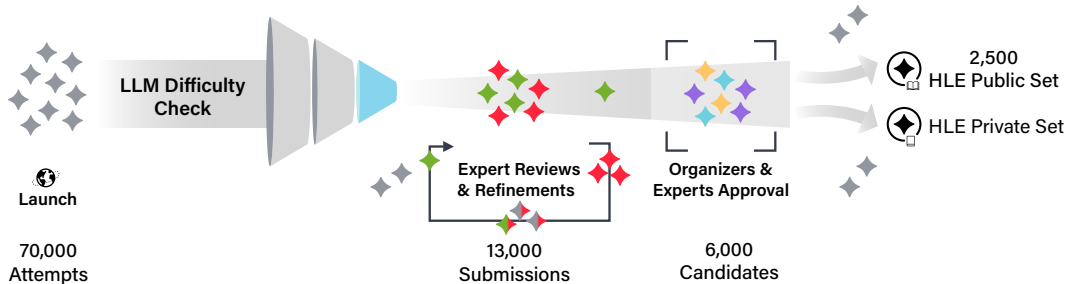 Launch
70,000
Attempts
LLM Difficulty
Check
Expert Reviews
& Refinements
13,000
Submissions
Organizers &
Experts Approval
6,000
Candidates
2,500
HLE Public Set
HLE Private Set